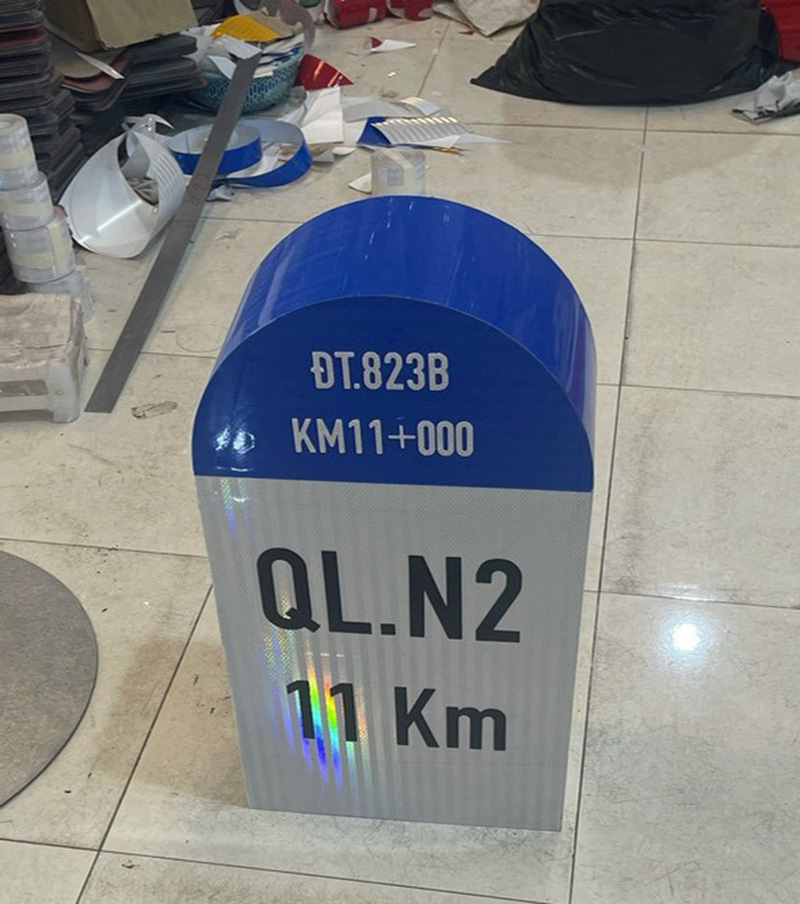 ĐT.823B
KM11+000
QL.N2
11 Km